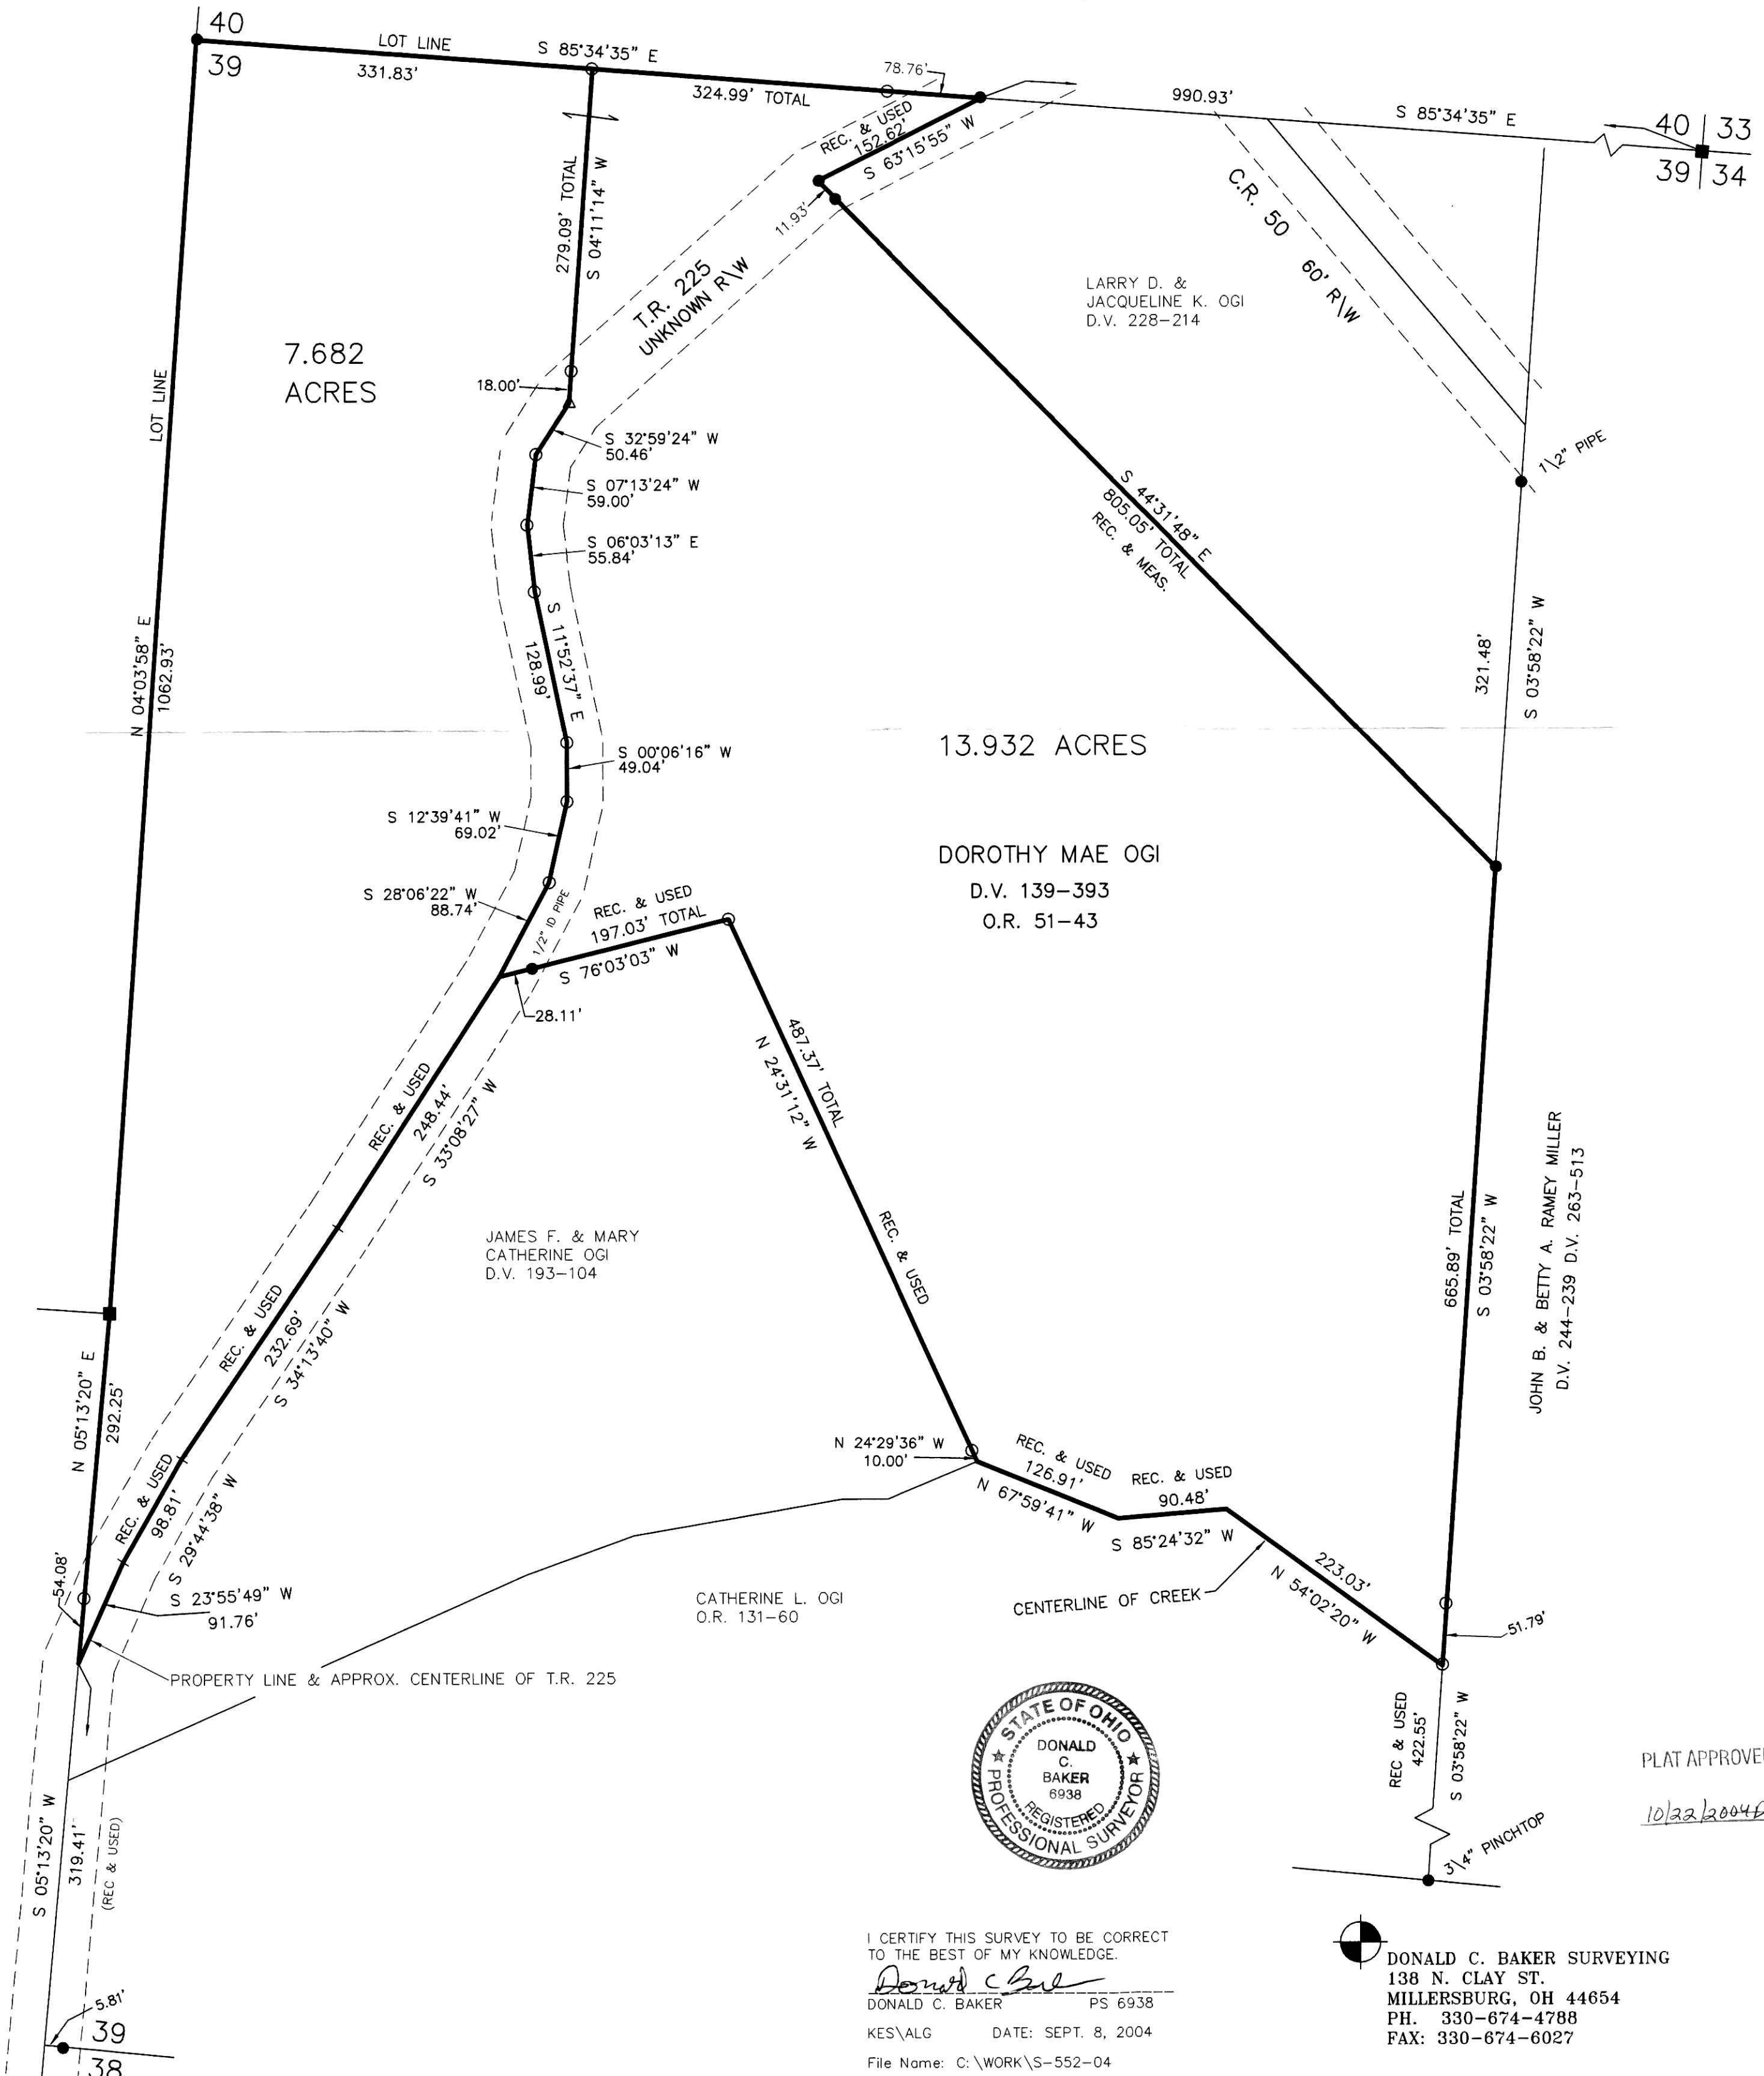 40
39
LOT LINE
331.83'
S 85°34'35" E
324.99' TOTAL
78.76'
990.93'
S 85°34'35" E
40 | 33
39 | 34
REC. & USED
152.62'
S 63°15'55" W
11.93'
279.09' TOTAL
S 04°11'14" W
T.R. 225
UNKNOWN R\W
C.R. 50
60' R\W
LARRY D. &
JACQUELINE K. OGI
D.V. 228-214
7.682
ACRES
LOT LINE
N 04°03'58" E
1062.93'
18.00'
S 32°59'24" W
50.46'
S 07°13'24" W
59.00'
S 06°03'13" E
55.84'
S 11°52'37" E
128.99'
S 00°06'16" W
49.04'
S 12°39'41" W
69.02'
S 28°06'22" W
88.74'
1\2" PIPE
S 44°31'48" E
805.05' TOTAL
REC. & MEAS.
321.48'
S 03°58'22" W
13.932 ACRES
DOROTHY MAE OGI
D.V. 139-393
O.R. 51-43
1/2" ID PIPE
REC. & USED
197.03' TOTAL
S 76°03'03" W
28.11'
487.37' TOTAL
N 24°31'12" W
REC. & USED
REC. & USED
248.44'
S 33°08'27" W
JAMES F. & MARY
CATHERINE OGI
D.V. 193-104
665.89' TOTAL
S 03°58'22" W
JOHN B. & BETTY A. RAMEY MILLER
D.V. 244-239 D.V. 263-513
REC. & USED
232.69'
S 34°13'40" W
N 05°13'20" E
292.25'
REC. & USED
98.81'
S 29°44'38" W
N 24°29'36" W
10.00'
REC. & USED
126.91'
N 67°59'41" W
REC. & USED
90.48'
S 85°24'32" W
223.03'
N 54°02'20" W
54.08'
S 23°55'49" W
91.76'
CATHERINE L. OGI
O.R. 131-60
CENTERLINE OF CREEK
51.79'
PROPERTY LINE & APPROX. CENTERLINE OF T.R. 225
STATE OF OHIO
DONALD
C.
BAKER
6938
REGISTERED
PROFESSIONAL SURVEYOR
REC & USED
422.55'
S 03°58'22" W
3\4" PINCHTOP
PLAT APPROVE
10/22/2004
S 05°13'20" W
319.41'
(REC & USED)
5.81'
39
38
I CERTIFY THIS SURVEY TO BE CORRECT
TO THE BEST OF MY KNOWLEDGE.
Donald C Baker
DONALD C. BAKER PS 6938
KES\ALG DATE: SEPT. 8, 2004
File Name: C:\WORK\S-552-04
DONALD C. BAKER SURVEYING
138 N. CLAY ST.
MILLERSBURG, OH 44654
PH. 330-674-4788
FAX: 330-674-6027